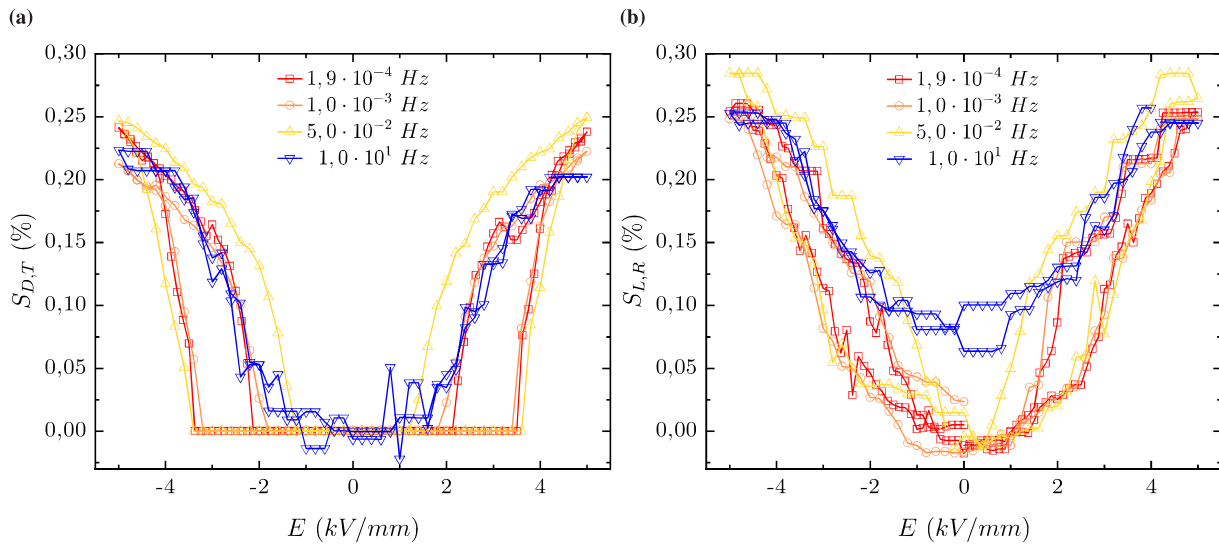 (a)
0,30
0,25
0,20
0,15
0,10
0,05
0,00
S_{D,T} (%)
1,9 · 10⁻⁴ Hz
1,0 · 10⁻³ Hz
5,0 · 10⁻² Hz
1,0 · 10¹ Hz
-4 -2 0 2 4
E (kV/mm)
(b)
0,30
0,25
0,20
0,15
0,10
0,05
0,00
S_{L,R} (%)
1,9 · 10⁻⁴ Hz
1,0 · 10⁻³ Hz
5,0 · 10⁻² Hz
1,0 · 10¹ Hz
-4 -2 0 2 4
E (kV/mm)